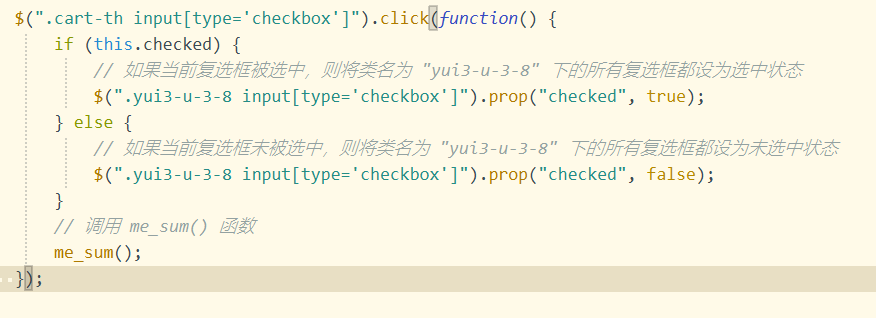 $(".cart-th input[type='checkbox']").click(function() {
    if (this.checked) {
        // 如果当前复选框被选中，则将类名为 "yui3-u-3-8" 下的所有复选框都设为选中状态
        $(".yui3-u-3-8 input[type='checkbox']").prop("checked", true);
    } else {
        // 如果当前复选框未被选中，则将类名为 "yui3-u-3-8" 下的所有复选框都设为未选中状态
        $(".yui3-u-3-8 input[type='checkbox']").prop("checked", false);
    }
    // 调用 me_sum() 函数
    me_sum();
});